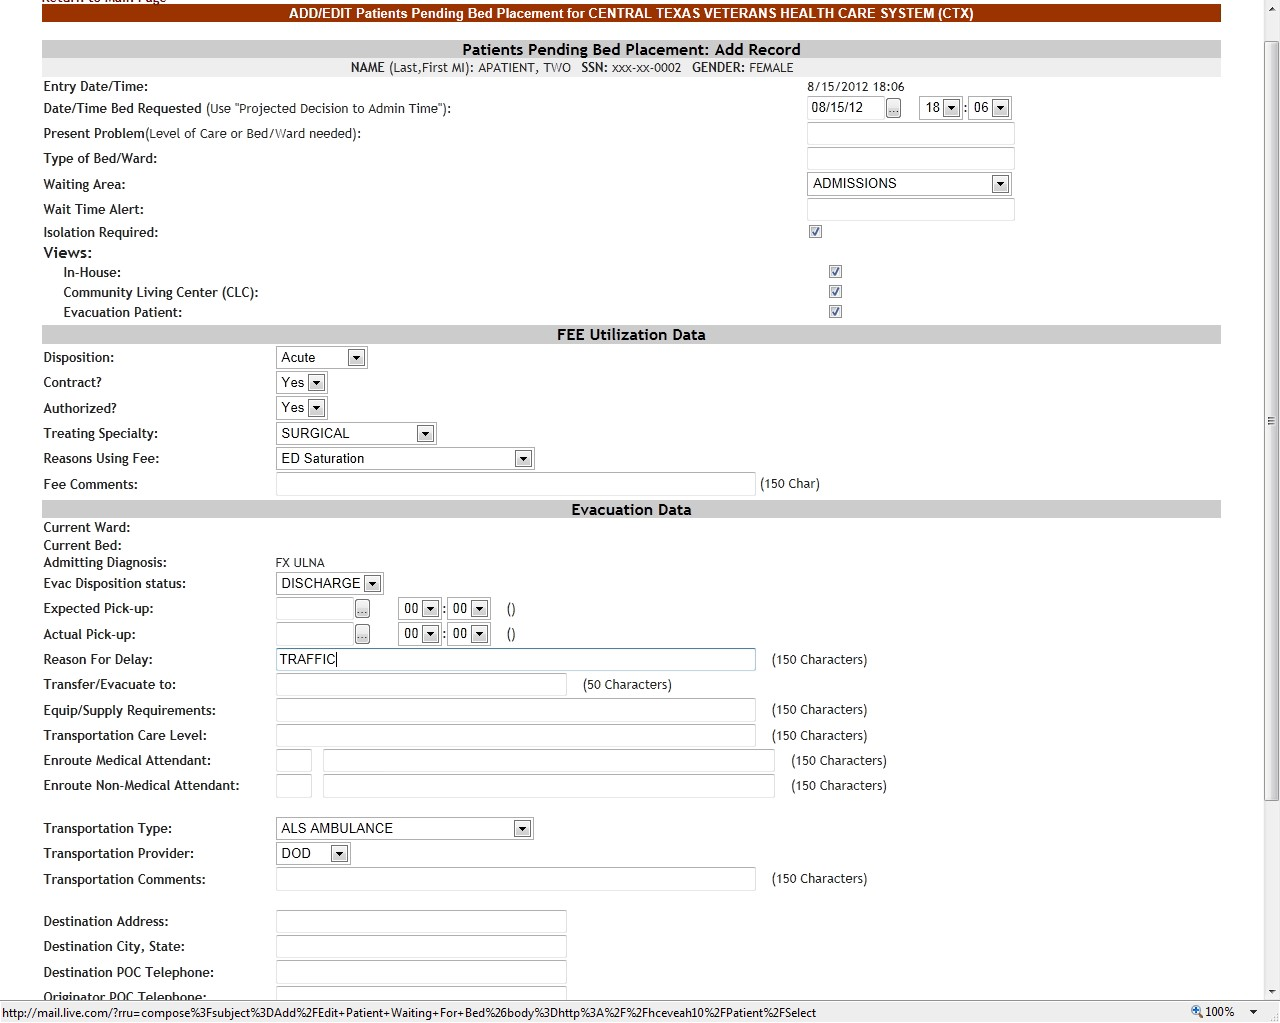 Return to Main Page
ADD/EDIT Patients Pending Bed Placement for CENTRAL TEXAS VETERANS HEALTH CARE SYSTEM (CTX)
Patients Pending Bed Placement: Add Record
NAME (Last,First MI): APATIENT, TWO SSN: xxx-xx-0002 GENDER: FEMALE
Entry Date/Time: 8/15/2012 18:06
Date/Time Bed Requested (Use "Projected Decision to Admin Time"): 08/15/12 ... 18 : 06
Present Problem(Level of Care or Bed/Ward needed):
Type of Bed/Ward:
Waiting Area: ADMISSIONS
Wait Time Alert:
Isolation Required:
Views:
In-House:
Community Living Center (CLC):
Evacuation Patient:
FEE Utilization Data
Disposition: Acute
Contract? Yes
Authorized? Yes
Treating Specialty: SURGICAL
Reasons Using Fee: ED Saturation
Fee Comments: (150 Char)
Evacuation Data
Current Ward:
Current Bed:
Admitting Diagnosis: FX ULNA
Evac Disposition status: DISCHARGE
Expected Pick-up: ... 00 : 00 ()
Actual Pick-up: ... 00 : 00 ()
Reason For Delay: TRAFFIC (150 Characters)
Transfer/Evacuate to: (50 Characters)
Equip/Supply Requirements: (150 Characters)
Transportation Care Level: (150 Characters)
Enroute Medical Attendant: (150 Characters)
Enroute Non-Medical Attendant: (150 Characters)
Transportation Type: ALS AMBULANCE
Transportation Provider: DOD
Transportation Comments: (150 Characters)
Destination Address:
Destination City, State:
Destination POC Telephone:
Originator POC Telephone:
http://mail.live.com/?rru=compose%3Fsubject%3DAdd%2FEdit+Patient+Waiting+For+Bed%26body%3Dhttp%3A%2F%2Fhceveah10%2FPatient%2FSelect 100%